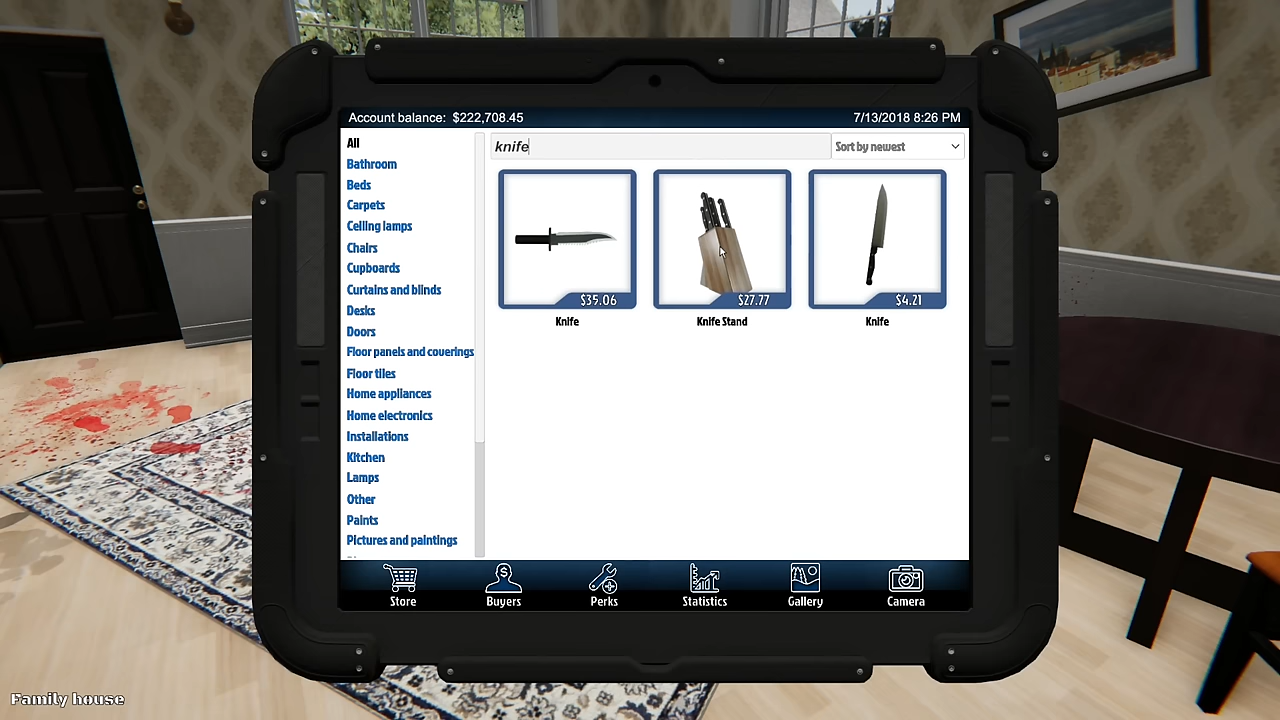 Account balance: $222,708.45
7/13/2018 8:26 PM
All
Bathroom
Beds
Carpets
Ceiling lamps
Chairs
Cupboards
Curtains and blinds
Desks
Doors
Floor panels and coverings
Floor tiles
Home appliances
Home electronics
Installations
Kitchen
Lamps
Other
Paints
Pictures and paintings
knife
Sort by newest
$35.06
Knife
$27.77
Knife Stand
$4.21
Knife
Store
Buyers
Perks
Statistics
Gallery
Camera
Family house